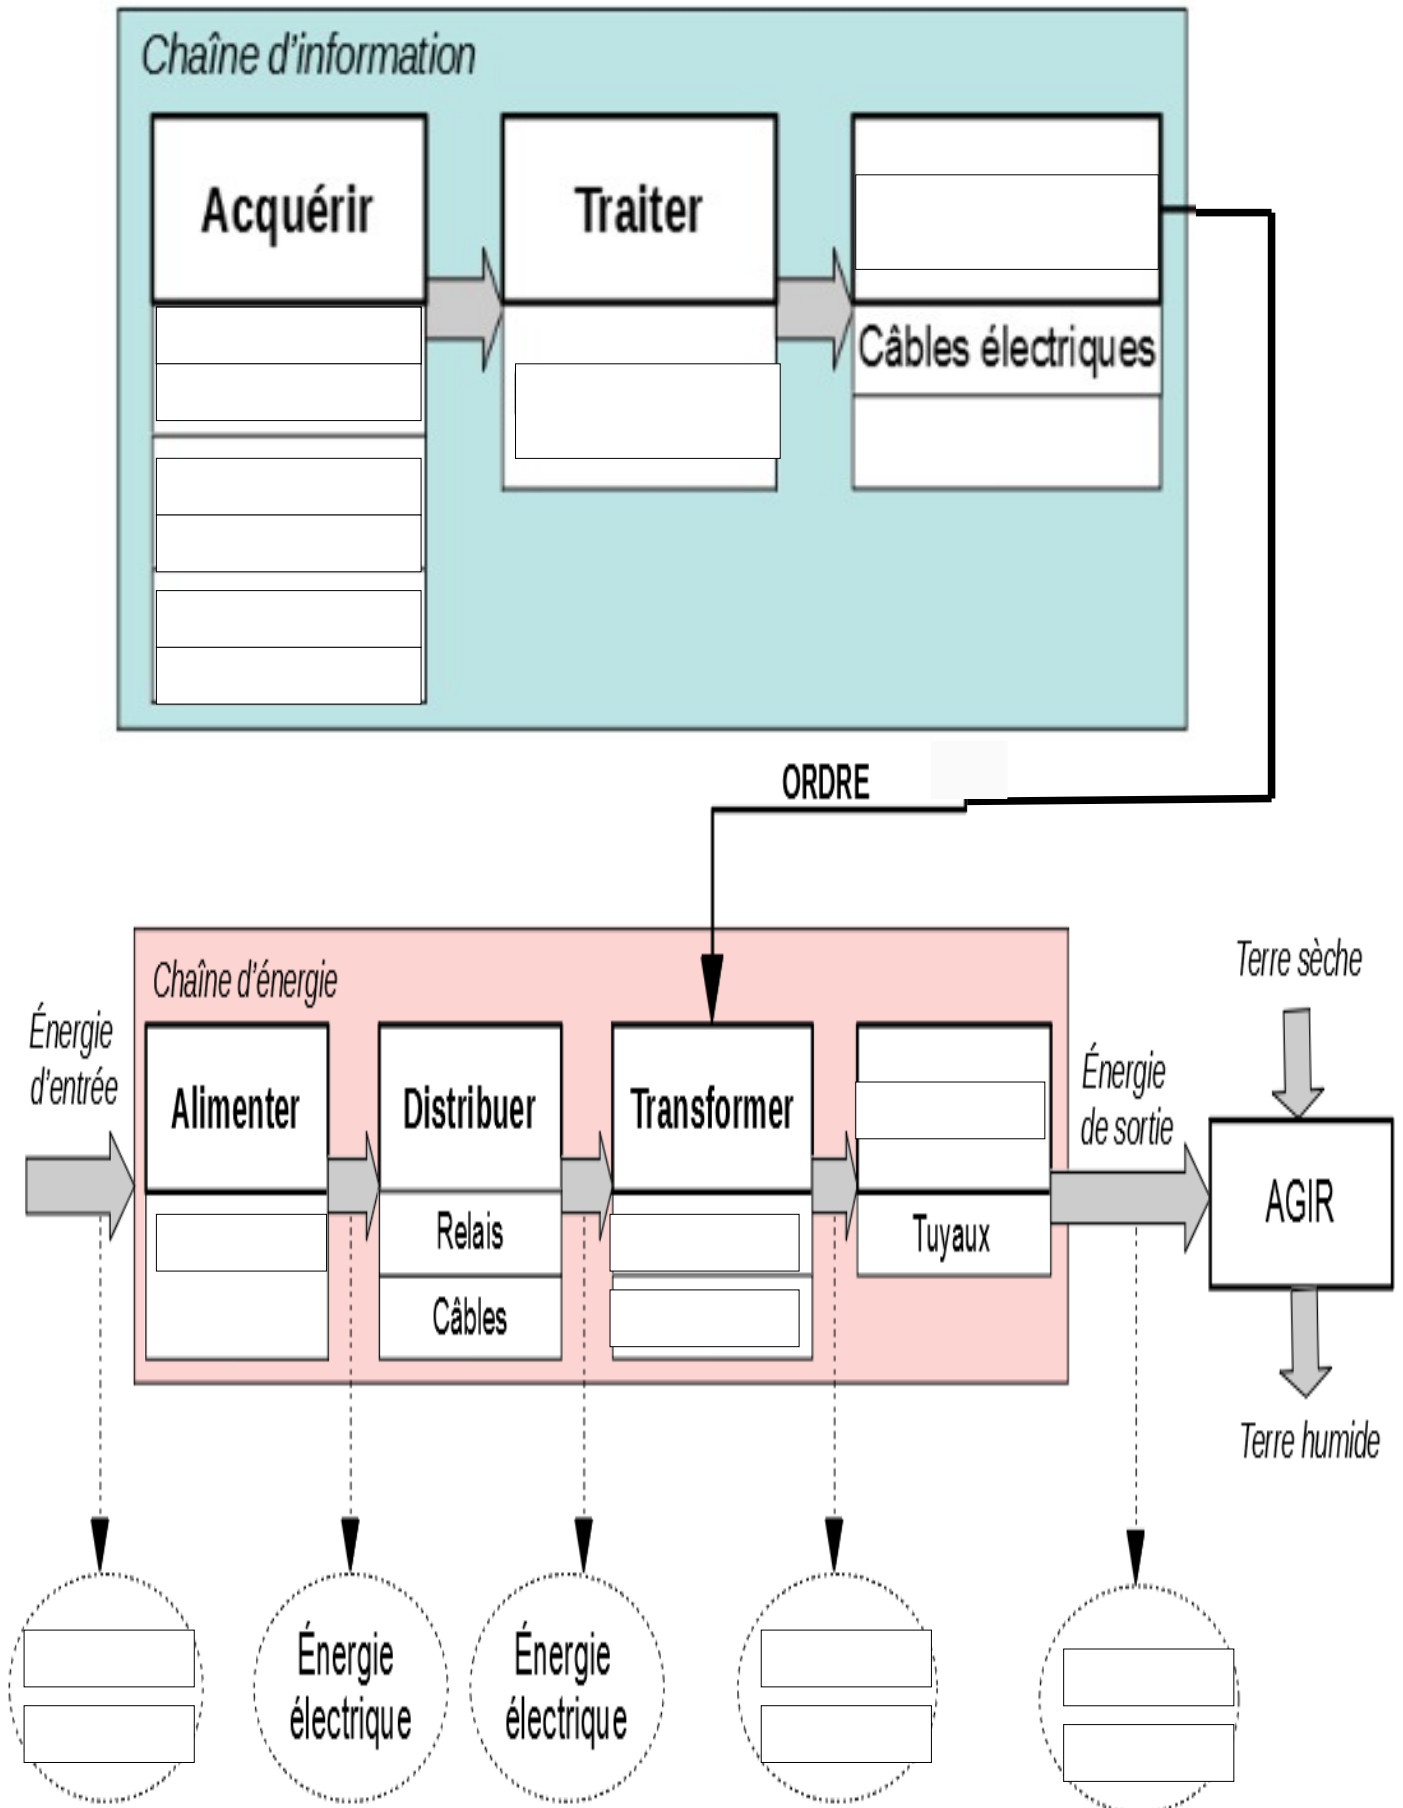 Chaîne d'information
Acquérir
Traiter
Câbles électriques
ORDRE
Chaîne d'énergie
Énergie
d'entrée
Alimenter
Distribuer
Relais
Câbles
Transformer
Tuyaux
Énergie
de sortie
Terre sèche
AGIR
Terre humide
Énergie
électrique
Énergie
électrique